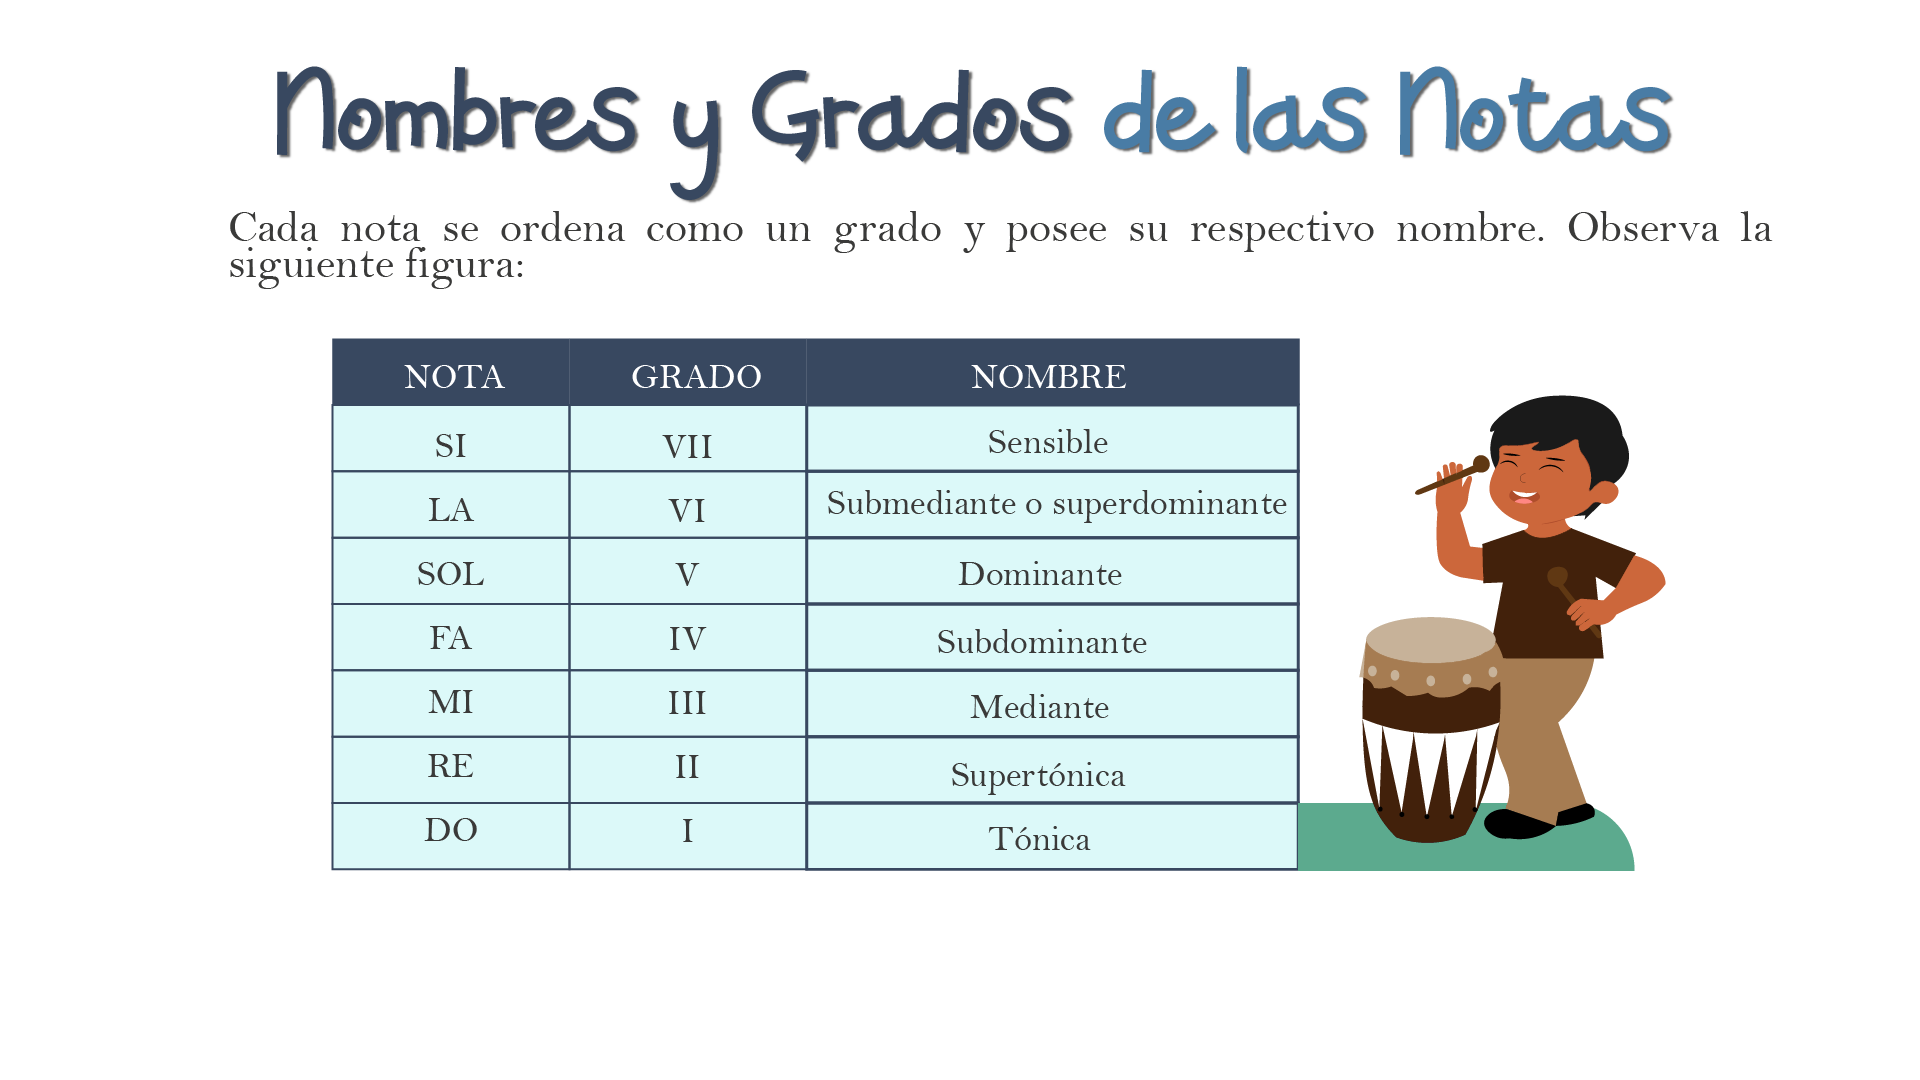 Nombres y Grados de las Notas
Cada nota se ordena como un grado y posee su respectivo nombre. Observa la
siguiente figura:
NOTA GRADO NOMBRE
SI VII Sensible
LA VI Submediante o superdominante
SOL V Dominante
FA IV Subdominante
MI III Mediante
RE II Supertónica
DO I Tónica